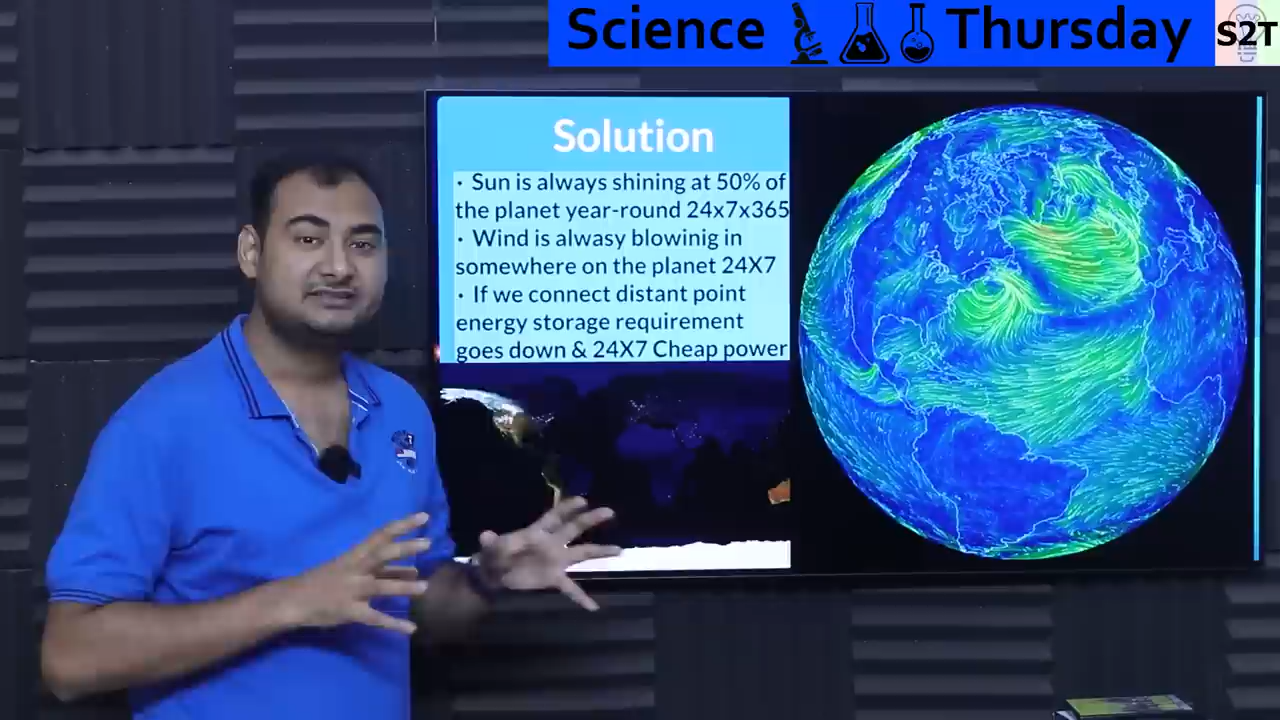 Science Thursday
S2T
Solution
· Sun is always shining at 50% of
the planet year-round 24x7x365
· Wind is alwasy blowinig in
somewhere on the planet 24X7
· If we connect distant point
energy storage requirement
goes down & 24X7 Cheap power